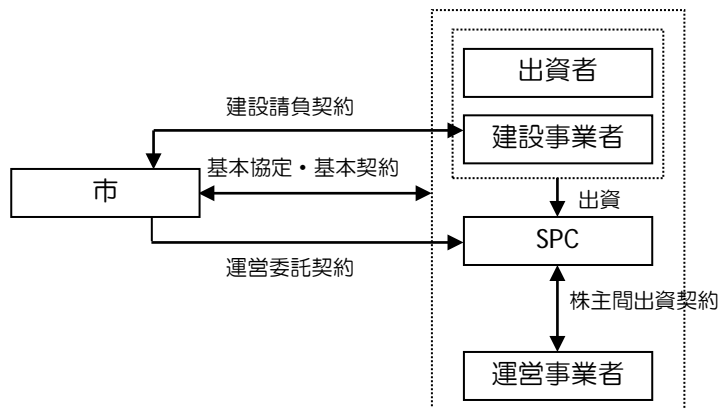 出資者
建設請負契約
建設事業者
基本協定・基本契約
市
出資
SPC
運営委託契約
株主間出資契約
運営事業者